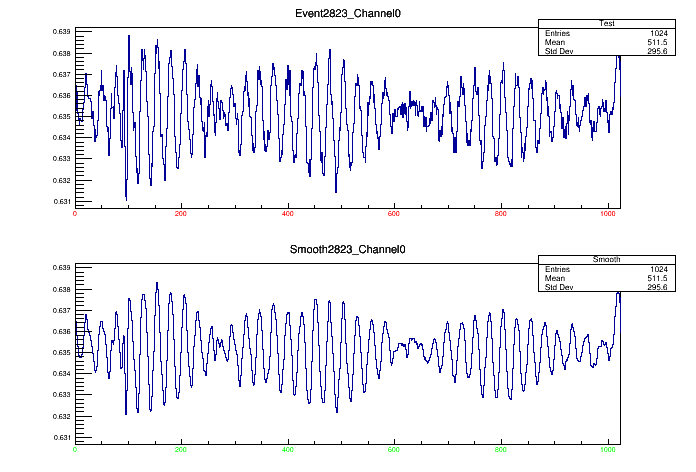 Event2823_Channel0
Test
Entries 1024
Mean 511.5
Std Dev 295.6
0.639
0.638
0.637
0.636
0.635
0.634
0.633
0.632
0.631
0 200 400 600 800 1000
Smooth2823_Channel0
Smooth
Entries 1024
Mean 511.5
Std Dev 295.6
0.639
0.638
0.637
0.636
0.635
0.634
0.633
0.632
0.631
0 200 400 600 800 1000